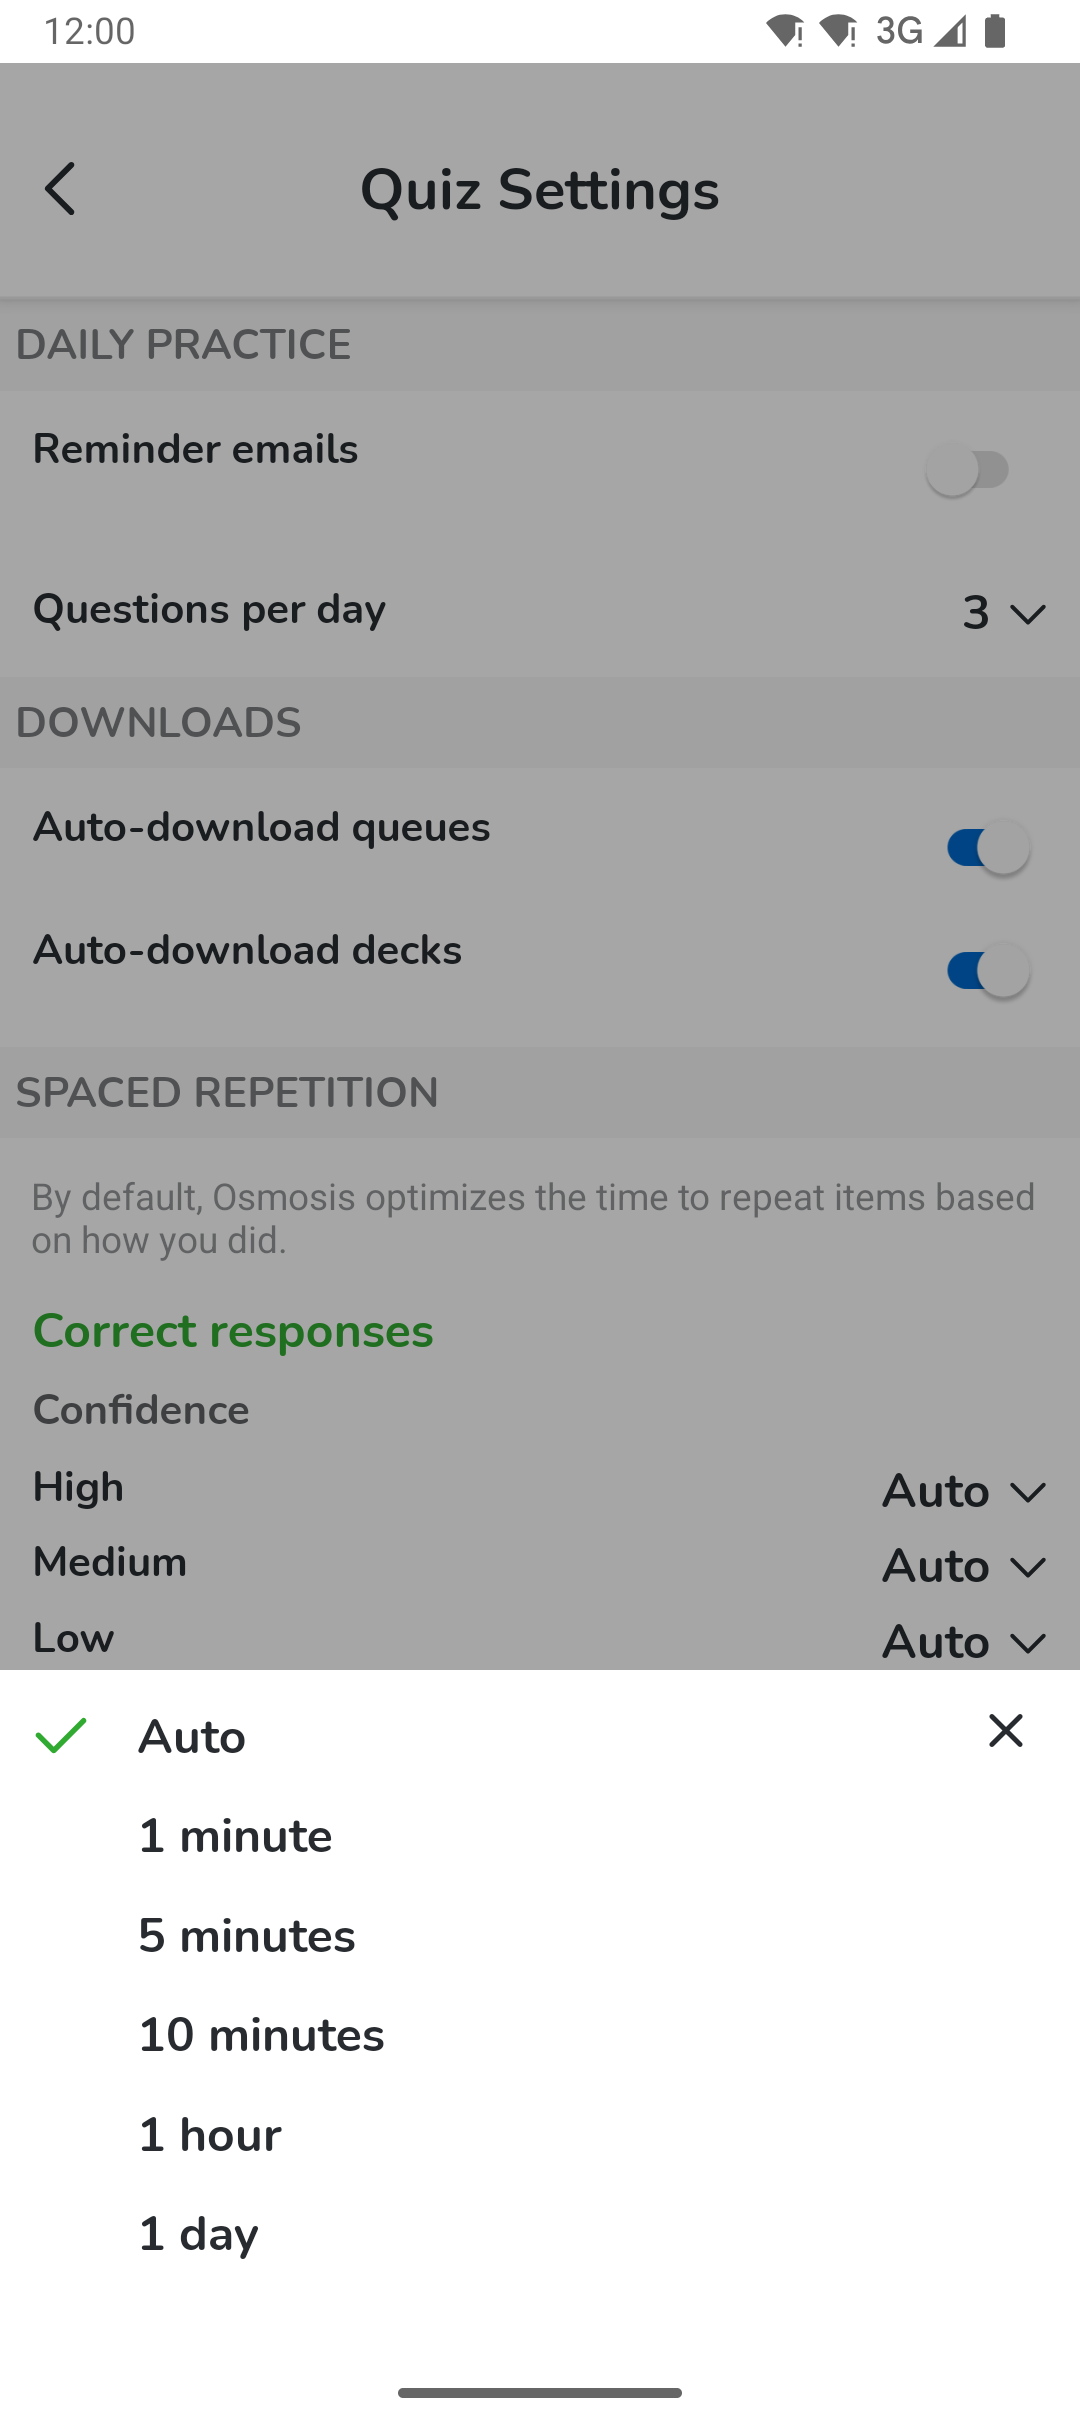 12:00
3G
Quiz Settings
DAILY PRACTICE
Reminder emails
Questions per day 3
DOWNLOADS
Auto-download queues
Auto-download decks
SPACED REPETITION
By default, Osmosis optimizes the time to repeat items based
on how you did.
Correct responses
Confidence
High Auto
Medium Auto
Low Auto
Auto
1 minute
5 minutes
10 minutes
1 hour
1 day